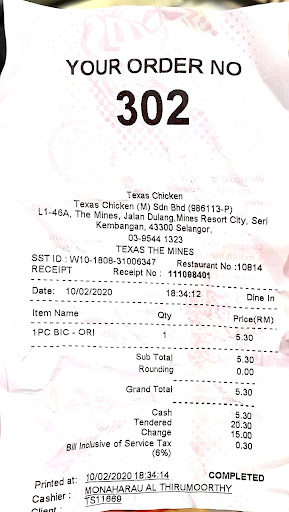 YOUR ORDER NO
302
Texas Chicken
Texas Chicken (M) Sdn Bhd (986113-P)
L1-46A, The Mines, Jalan Dulang,Mines Resort City, Seri
Kembangan, 43300 Selangor,
03-9544 1323
TEXAS THE MINES
SST ID : W10-1808-31006347 Restaurant No :10814
RECEIPT Receipt No : 111098401
Date: 10/02/2020 18:34:12 Dine In
Item Name Qty Price(RM)
1PC BIC - ORI 1 5.30
Sub Total 5.30
Rounding 0.00
Grand Total 5.30
Cash 5.30
Tendered 20.30
Change 15.00
Bill Inclusive of Service Tax 0.30
(6%)
Printed at: 10/02/2020 18:34:14 COMPLETED
Cashier : MONAHARAU AL THIRUMOORTHY
Client : TS11669